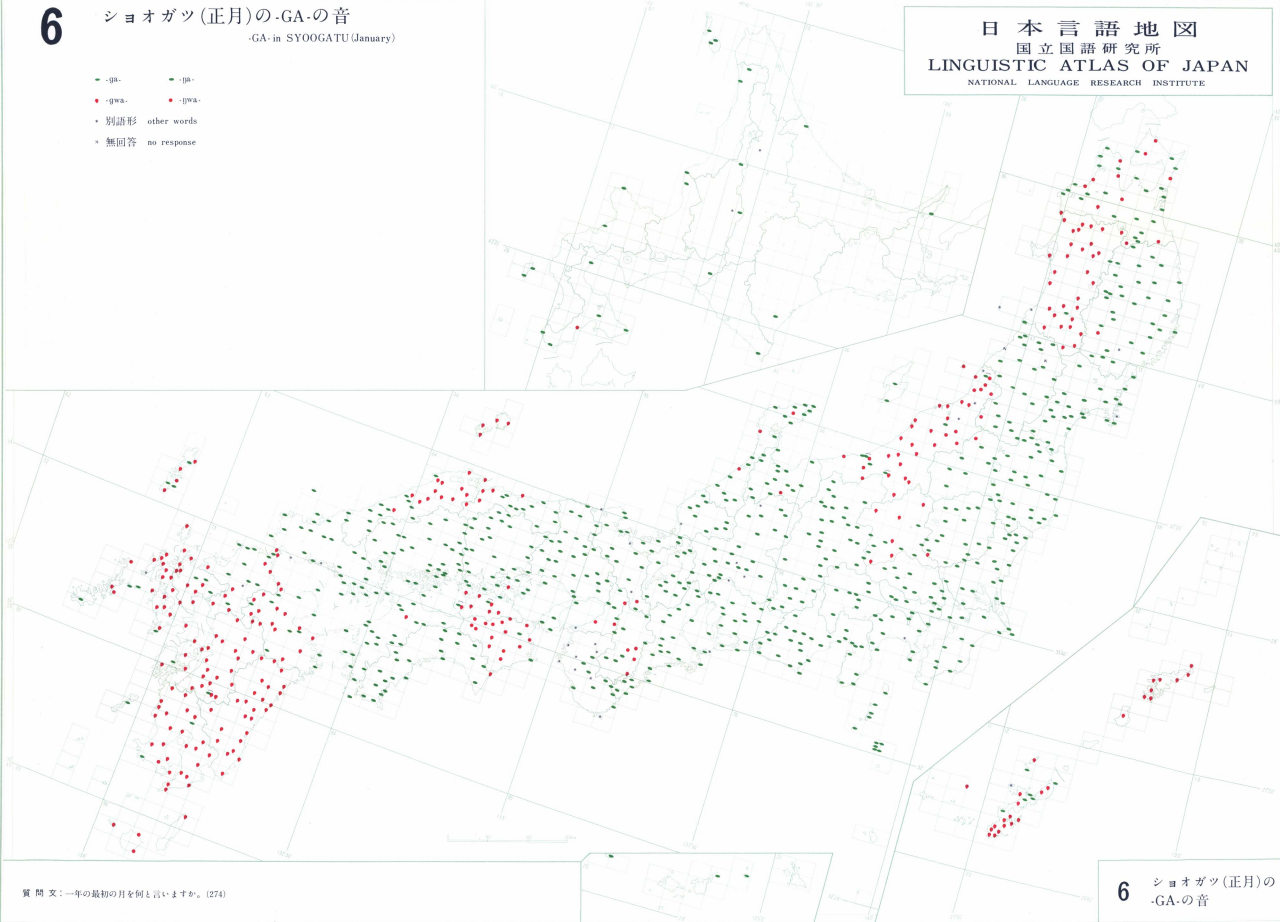 6
ショオガツ(正月)の-GA-の音
-GA- in SYOOGATU (January)
-ga- -ŋa-
-gwa- -ŋwa-
別語形 other words
無回答 no response
日本言語地図
国立国語研究所
LINGUISTIC ATLAS OF JAPAN
NATIONAL LANGUAGE RESEARCH INSTITUTE
質問文:一年の最初の月を何と言いますか。(274)
6
ショオガツ(正月)の
-GA-の音